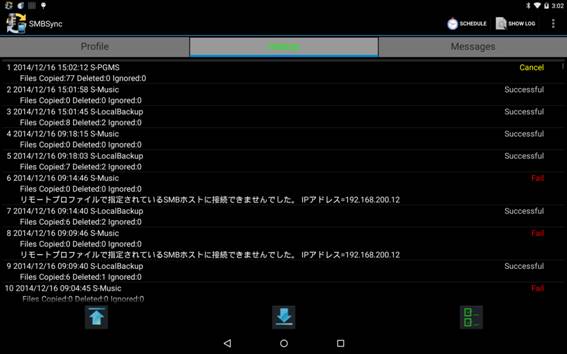 3:02
SMBSync
SCHEDULE
SHOW LOG
Profile
Messages
1 2014/12/16 15:02:12 S-PGMS Cancel
Files Copied:77 Deleted:0 Ignored:0
2 2014/12/16 15:01:58 S-Music Successful
Files Copied:0 Deleted:0 Ignored:0
3 2014/12/16 15:01:45 S-LocalBackup Successful
Files Copied:8 Deleted:2 Ignored:0
4 2014/12/16 09:18:15 S-Music Successful
Files Copied:0 Deleted:0 Ignored:0
5 2014/12/16 09:18:03 S-LocalBackup Successful
Files Copied:7 Deleted:2 Ignored:0
6 2014/12/16 09:14:46 S-Music Fail
Files Copied:0 Deleted:0 Ignored:0
リモートプロファイルで指定されているSMBホストに接続できませんでした。 IPアドレス=192.168.200.12
7 2014/12/16 09:14:40 S-LocalBackup Successful
Files Copied:6 Deleted:2 Ignored:0
8 2014/12/16 09:09:46 S-Music Fail
Files Copied:0 Deleted:0 Ignored:0
リモートプロファイルで指定されているSMBホストに接続できませんでした。 IPアドレス=192.168.200.12
9 2014/12/16 09:09:40 S-LocalBackup Successful
Files Copied:6 Deleted:1 Ignored:0
10 2014/12/16 09:04:45 S-Music Fail
Files Copied:0 Deleted:0 Ignored:0